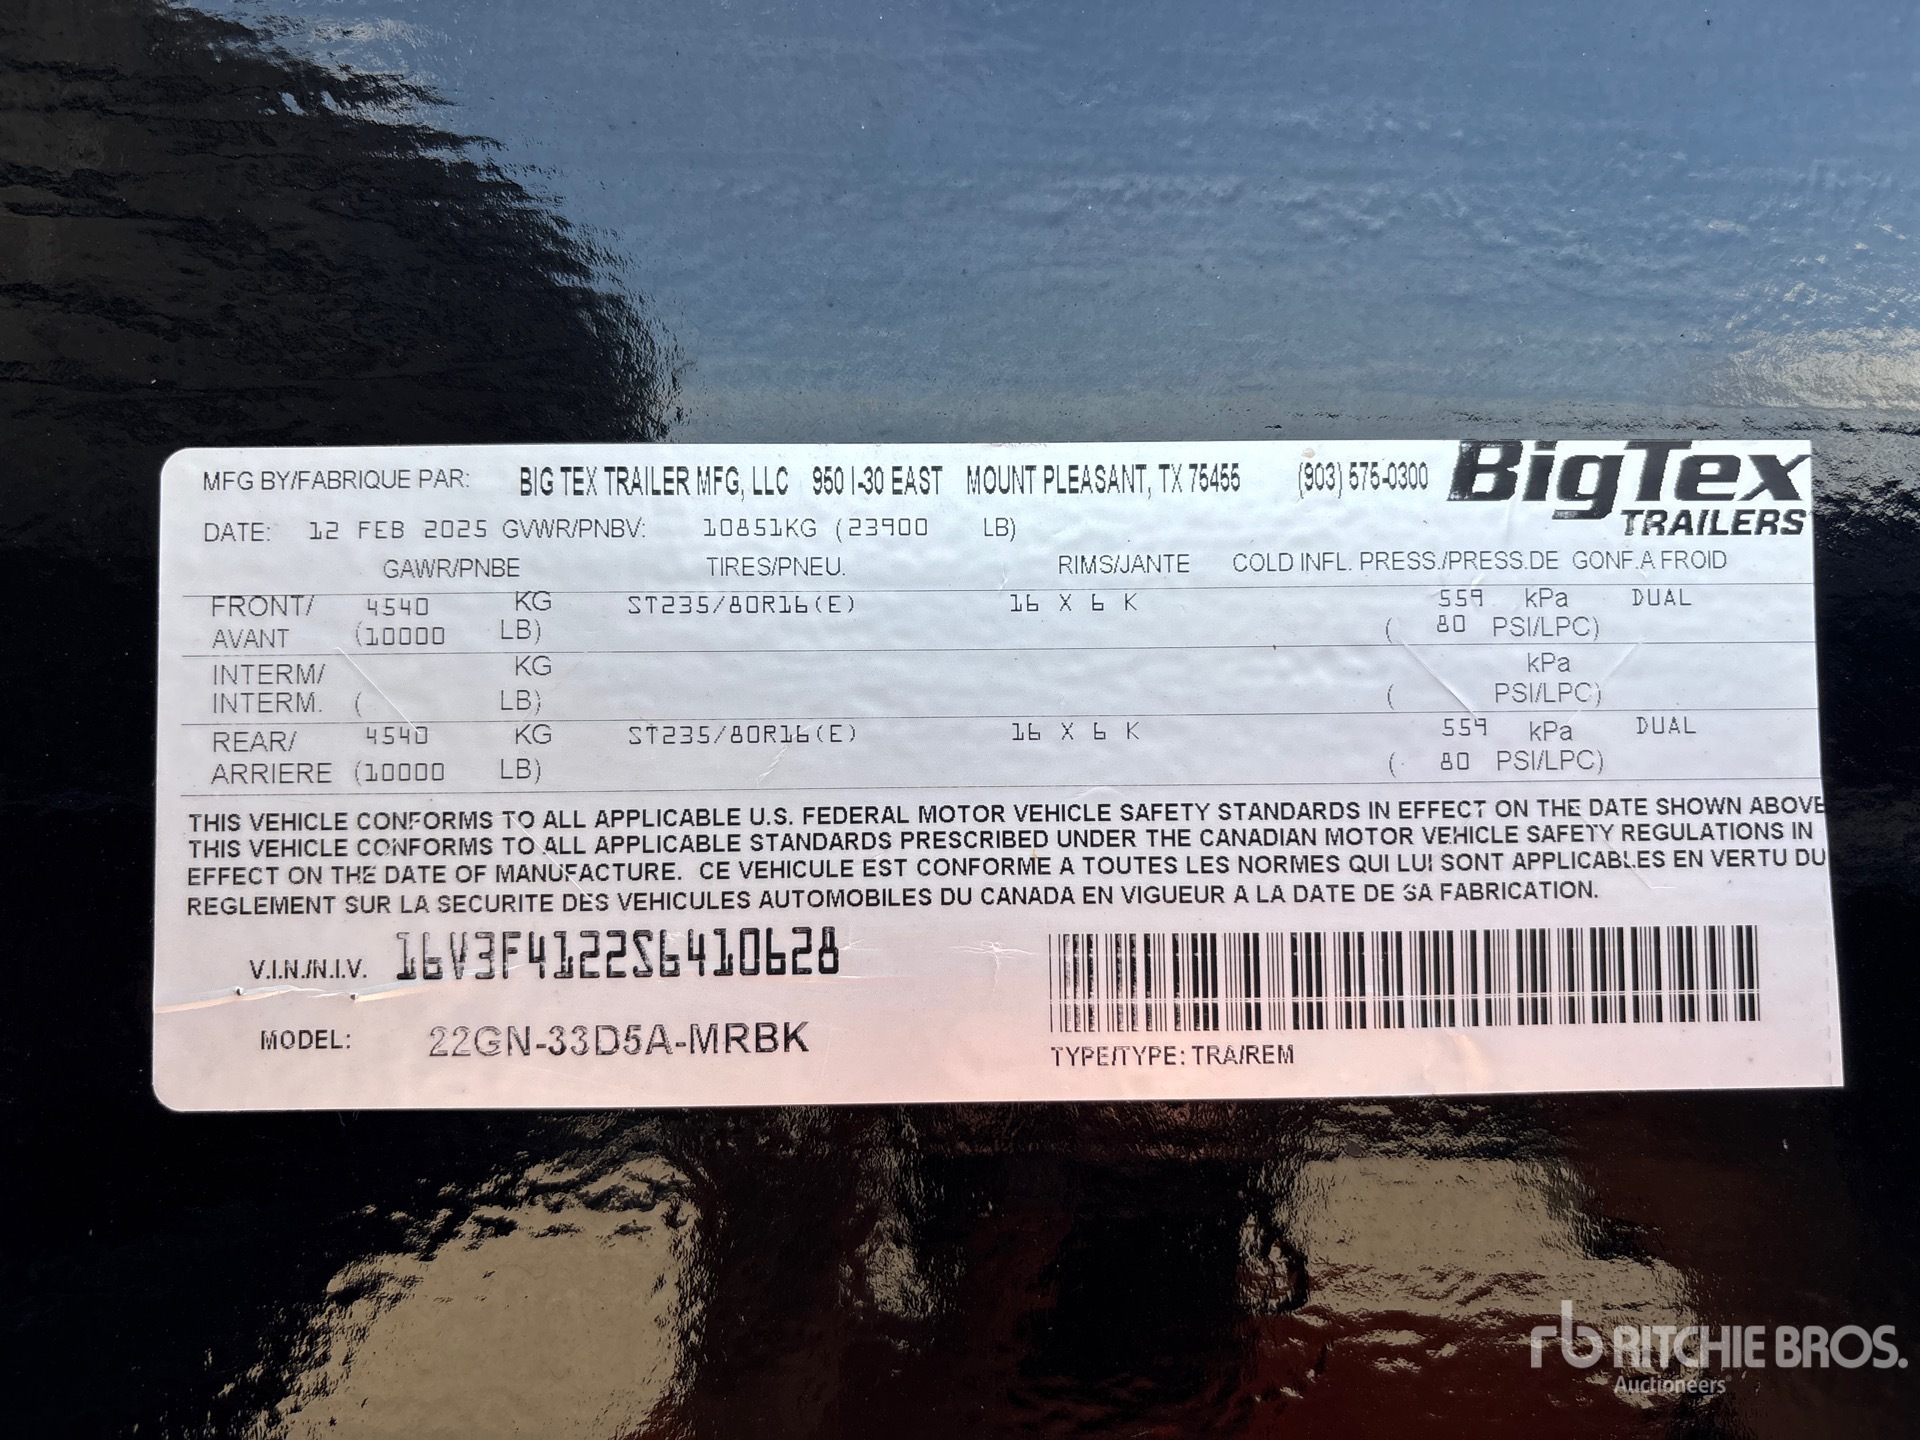 MFG BY/FABRIQUE PAR: BIG TEX TRAILER MFG, LLC 950 I-30 EAST MOUNT PLEASANT, TX 75455 (903) 575-0300 BigTex
TRAILERS
DATE: 12 FEB 2025 GVWR/PNBV: 10851KG (23900 LB)
GAWR/PNBE TIRES/PNEU. RIMS/JANTE COLD INFL. PRESS./PRESS.DE GONF.A FROID
FRONT/ 4540 KG ST235/80R16(E) 16 X 6 K 559 kPa DUAL
AVANT (10000 LB) ( 80 PSI/LPC)
INTERM/ KG kPa
INTERM. ( LB) ( PSI/LPC)
REAR/ 4540 KG ST235/80R16(E) 16 X 6 K 559 kPa DUAL
ARRIERE (10000 LB) ( 80 PSI/LPC)
THIS VEHICLE CONFORMS TO ALL APPLICABLE U.S. FEDERAL MOTOR VEHICLE SAFETY STANDARDS IN EFFECT ON THE DATE SHOWN ABOVE
THIS VEHICLE CONFORMS TO ALL APPLICABLE STANDARDS PRESCRIBED UNDER THE CANADIAN MOTOR VEHICLE SAFETY REGULATIONS IN
EFFECT ON THE DATE OF MANUFACTURE. CE VEHICULE EST CONFORME A TOUTES LES NORMES QUI LUI SONT APPLICABLES EN VERTU DU
REGLEMENT SUR LA SECURITE DES VEHICULES AUTOMOBILES DU CANADA EN VIGUEUR A LA DATE DE SA FABRICATION.
V.I.N./N.I.V. 16V3F4122S6410628
MODEL: 22GN-33D5A-MRBK
TYPE/TYPE: TRA/REM
rb RITCHIE BROS.
Auctioneers